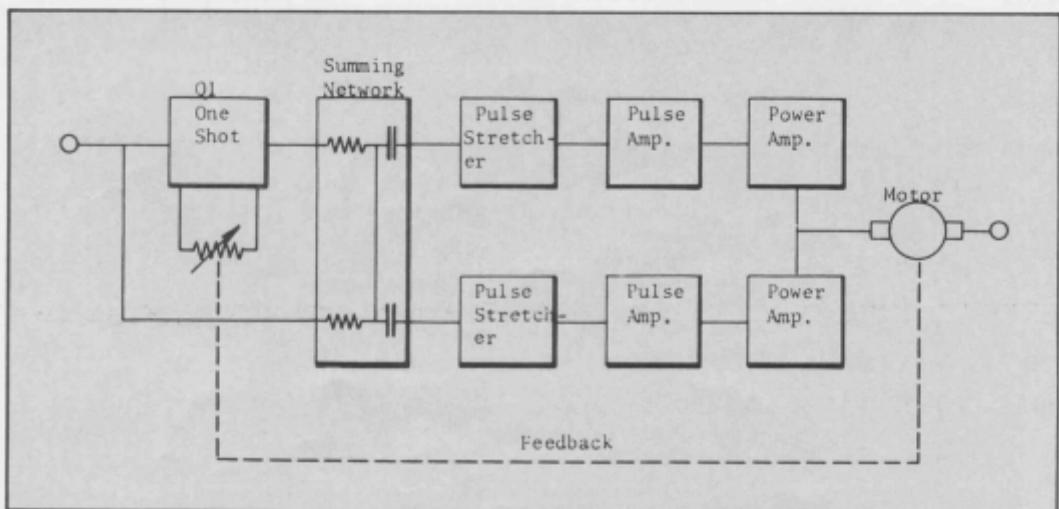 Summing
Network
Q1
One
Shot
Pulse
Stretch-
er
Pulse
Amp.
Power
Amp.
Motor
Pulse
Stretch-
er
Pulse
Amp.
Power
Amp.
Feedback